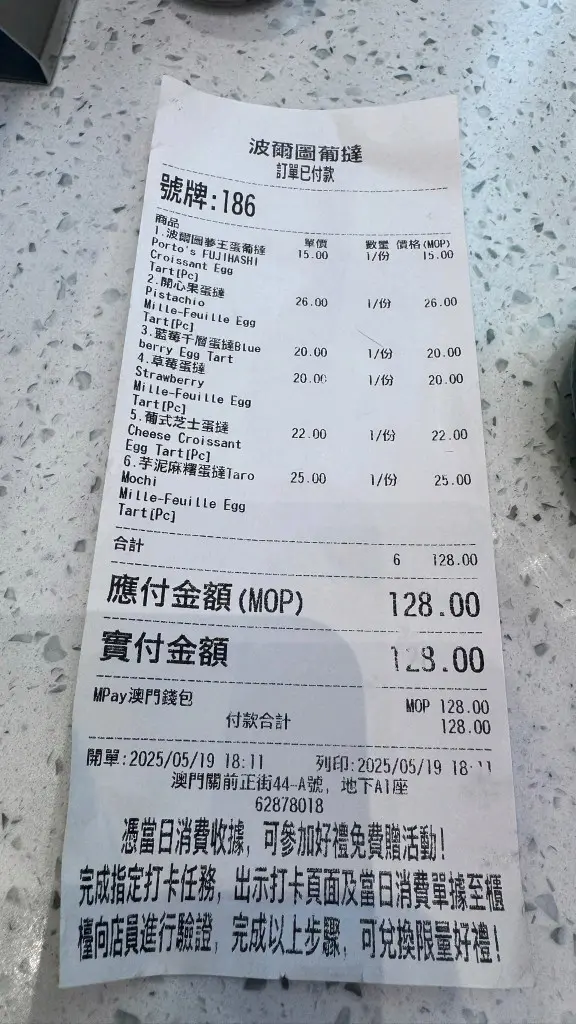 波爾圖葡撻
訂單已付款
號牌:186
商品 單價 數量 價格(MOP)
1.波爾圖夢王蛋葡撻 15.00 1/份 15.00
Porto's FUJIHASHI
Croissant Egg
Tart[Pc]
2.開心果蛋撻 26.00 1/份 26.00
Pistachio
Mille-Feuille Egg
Tart[Pc]
3.藍莓千層蛋撻Blue 20.00 1/份 20.00
berry Egg Tart
4.草莓蛋撻 20.00 1/份 20.00
Strawberry
Mille-Feuille Egg
Tart[Pc]
5.葡式芝士蛋撻 22.00 1/份 22.00
Cheese Croissant
Egg Tart[Pc]
6.芋泥麻糬蛋撻Taro 25.00 1/份 25.00
Mochi
Mille-Feuille Egg
Tart[Pc]
合計 6 128.00
應付金額(MOP) 128.00
實付金額 128.00
MPay澳門錢包 MOP 128.00
付款合計 128.00
開單:2025/05/19 18:11 列印:2025/05/19 18:11
澳門關前正街44-A號, 地下A1座
62878018
憑當日消費收據, 可參加好禮免費贈活動!
完成指定打卡任務, 出示打卡頁面及當日消費單據至櫃
檯向店員進行驗證, 完成以上步驟, 可兌換限量好禮!